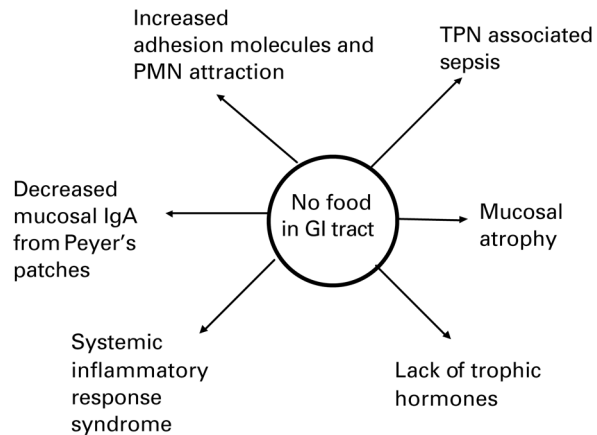 Increased
adhesion molecules and
PMN attraction
TPN associated
sepsis
Decreased
mucosal IgA
from Peyer's
patches
No food
in GI tract
Mucosal
atrophy
Systemic
inflammatory
response
syndrome
Lack of trophic
hormones